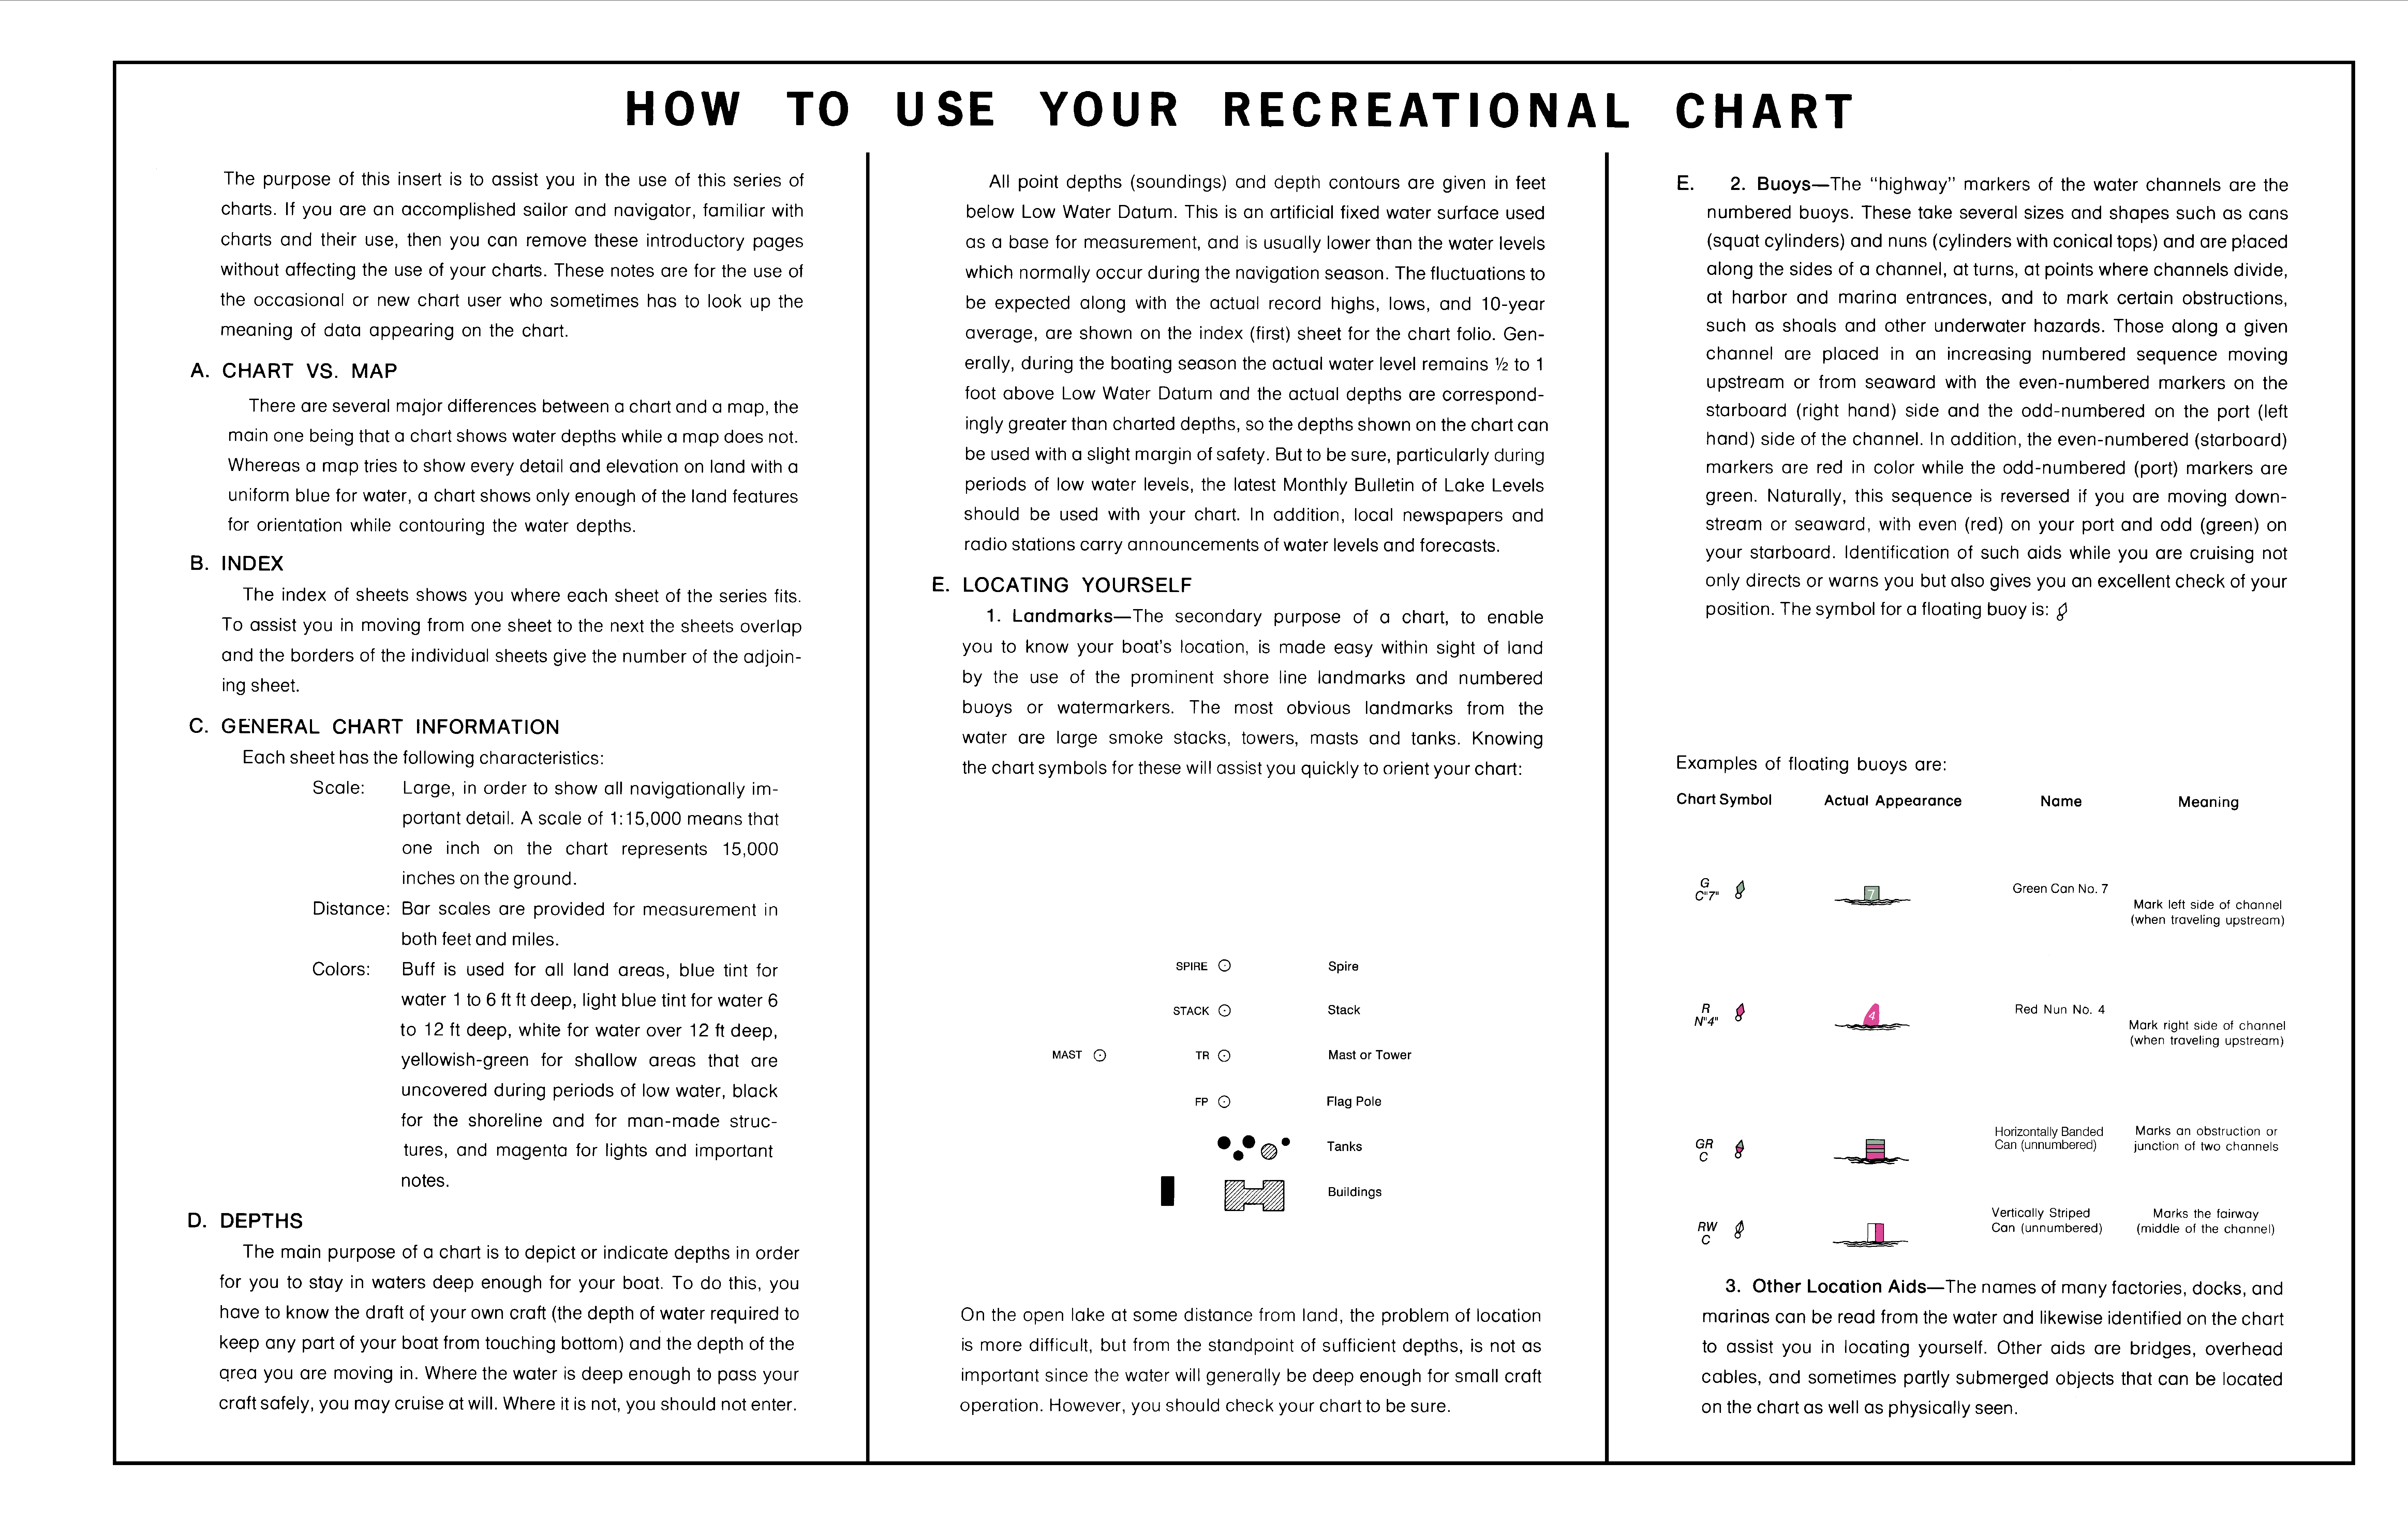 HOW TO USE YOUR RECREATIONAL CHART
The purpose of this insert is to assist you in the use of this series of
charts. If you are an accomplished sailor and navigator, familiar with
charts and their use, then you can remove these introductory pages
without affecting the use of your charts. These notes are for the use of
the occasional or new chart user who sometimes has to look up the
meaning of data appearing on the chart.
A. CHART VS. MAP
There are several major differences between a chart and a map, the
main one being that a chart shows water depths while a map does not.
Whereas a map tries to show every detail and elevation on land with a
uniform blue for water, a chart shows only enough of the land features
for orientation while contouring the water depths.
B. INDEX
The index of sheets shows you where each sheet of the series fits.
To assist you in moving from one sheet to the next the sheets overlap
and the borders of the individual sheets give the number of the adjoin-
ing sheet.
C. GENERAL CHART INFORMATION
Each sheet has the following characteristics:
Scale: Large, in order to show all navigationally im-
portant detail. A scale of 1:15,000 means that
one inch on the chart represents 15,000
inches on the ground.
Distance: Bar scales are provided for measurement in
both feet and miles.
Colors: Buff is used for all land areas, blue tint for
water 1 to 6 ft ft deep, light blue tint for water 6
to 12 ft deep, white for water over 12 ft deep,
yellowish-green for shallow areas that are
uncovered during periods of low water, black
for the shoreline and for man-made struc-
tures, and magenta for lights and important
notes.
D. DEPTHS
The main purpose of a chart is to depict or indicate depths in order
for you to stay in waters deep enough for your boat. To do this, you
have to know the draft of your own craft (the depth of water required to
keep any part of your boat from touching bottom) and the depth of the
area you are moving in. Where the water is deep enough to pass your
craft safely, you may cruise at will. Where it is not, you should not enter.
All point depths (soundings) and depth contours are given in feet
below Low Water Datum. This is an artificial fixed water surface used
as a base for measurement, and is usually lower than the water levels
which normally occur during the navigation season. The fluctuations to
be expected along with the actual record highs, lows, and 10-year
average, are shown on the index (first) sheet for the chart folio. Gen-
erally, during the boating season the actual water level remains ½ to 1
foot above Low Water Datum and the actual depths are correspond-
ingly greater than charted depths, so the depths shown on the chart can
be used with a slight margin of safety. But to be sure, particularly during
periods of low water levels, the latest Monthly Bulletin of Lake Levels
should be used with your chart. In addition, local newspapers and
radio stations carry announcements of water levels and forecasts.
E. LOCATING YOURSELF
1. Landmarks—The secondary purpose of a chart, to enable
you to know your boat's location, is made easy within sight of land
by the use of the prominent shore line landmarks and numbered
buoys or watermarkers. The most obvious landmarks from the
water are large smoke stacks, towers, masts and tanks. Knowing
the chart symbols for these will assist you quickly to orient your chart:
SPIRE Spire
STACK Stack
MAST TR Mast or Tower
FP Flag Pole
Tanks
Buildings
On the open lake at some distance from land, the problem of location
is more difficult, but from the standpoint of sufficient depths, is not as
important since the water will generally be deep enough for small craft
operation. However, you should check your chart to be sure.
E. 2. Buoys—The "highway" markers of the water channels are the
numbered buoys. These take several sizes and shapes such as cans
(squat cylinders) and nuns (cylinders with conical tops) and are placed
along the sides of a channel, at turns, at points where channels divide,
at harbor and marina entrances, and to mark certain obstructions,
such as shoals and other underwater hazards. Those along a given
channel are placed in an increasing numbered sequence moving
upstream or from seaward with the even-numbered markers on the
starboard (right hand) side and the odd-numbered on the port (left
hand) side of the channel. In addition, the even-numbered (starboard)
markers are red in color while the odd-numbered (port) markers are
green. Naturally, this sequence is reversed if you are moving down-
stream or seaward, with even (red) on your port and odd (green) on
your starboard. Identification of such aids while you are cruising not
only directs or warns you but also gives you an excellent check of your
position. The symbol for a floating buoy is:
Examples of floating buoys are:
Chart Symbol Actual Appearance Name Meaning
G
C"7" 7 Green Can No. 7
Mark left side of channel
(when traveling upstream)
R
N"4" 4 Red Nun No. 4
Mark right side of channel
(when traveling upstream)
GR Horizontally Banded Marks an obstruction or
C Can (unnumbered) junction of two channels
RW Vertically Striped Marks the fairway
C Can (unnumbered) (middle of the channel)
3. Other Location Aids—The names of many factories, docks, and
marinas can be read from the water and likewise identified on the chart
to assist you in locating yourself. Other aids are bridges, overhead
cables, and sometimes partly submerged objects that can be located
on the chart as well as physically seen.